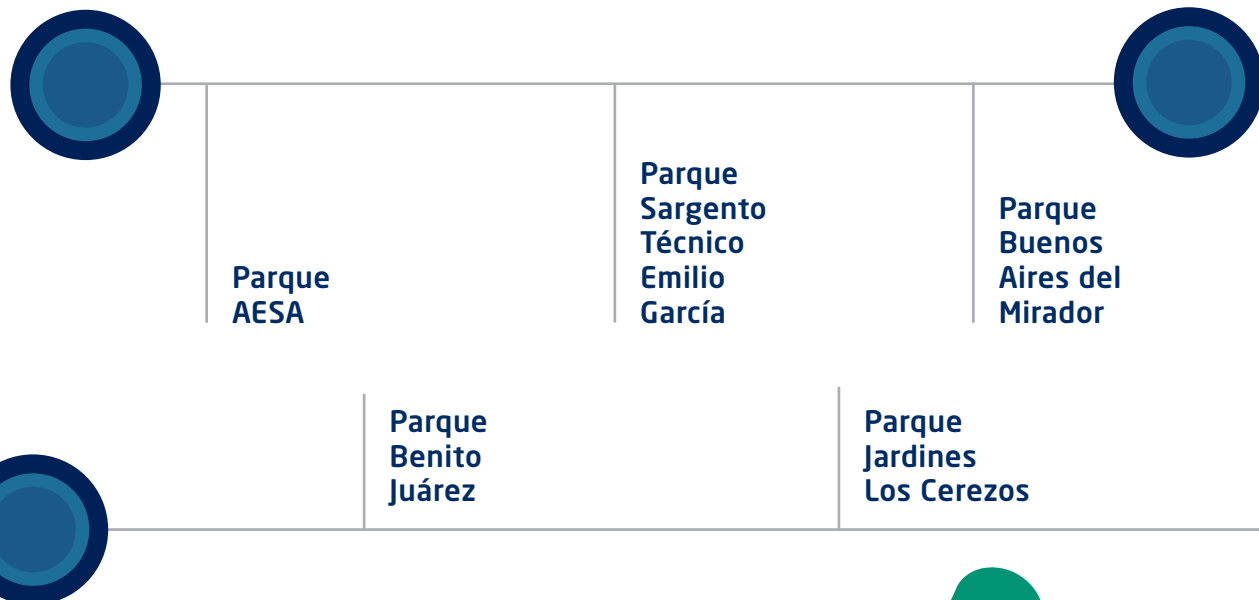 Parque
AESA
Parque
Sargento
Técnico
Emilio
García
Parque
Buenos
Aires del
Mirador
Parque
Benito
Juárez
Parque
Jardines
Los Cerezos